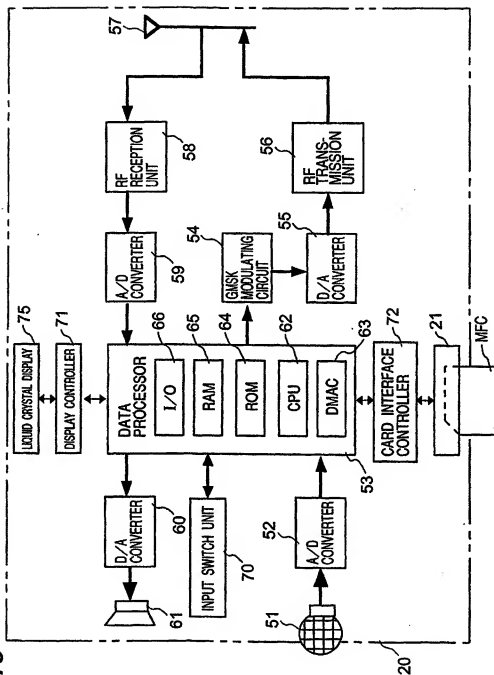 57
RF
RECEPTION
UNIT
58
RF
TRANS-
MISSION
UNIT
56
A/D
CONVERTER
59
GMSK
MODULATING
CIRCUIT
54
D/A
CONVERTER
55
LIQUID CRYSTAL DISPLAY
75
DISPLAY CONTROLLER
71
DATA
PROCESSOR
I/O
66
RAM
65
ROM
64
CPU
62
DMAC
63
53
CARD INTERFACE
CONTROLLER
72
21
MFC
D/A
CONVERTER
60
61
INPUT SWITCH UNIT
70
A/D
CONVERTER
52
51
20